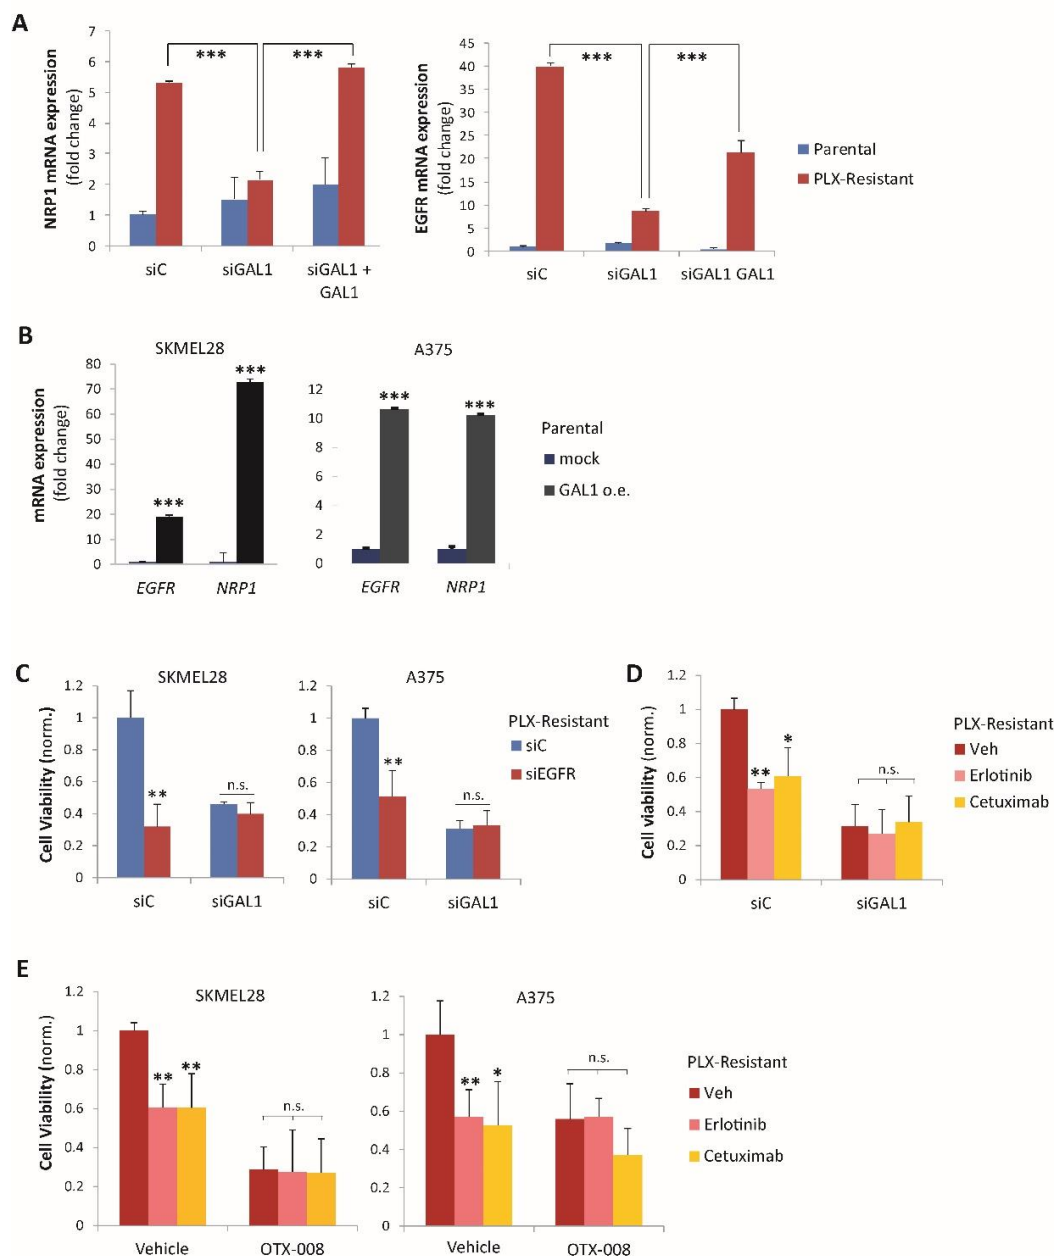 A
NRP1 mRNA expression
(fold change)
7
6
5
4
3
2
1
0
***
***
siC
siGAL1
siGAL1 +
GAL1
EGFR mRNA expression
(fold change)
45
40
35
30
25
20
15
10
5
0
***
***
siC
siGAL1
siGAL1 GAL1
Parental
PLX-Resistant
B
SKMEL28
mRNA expression
(fold change)
80
70
60
50
40
30
20
10
0
***
***
EGFR
NRP1
A375
12
10
8
6
4
2
0
***
***
EGFR
NRP1
Parental
mock
GAL1 o.e.
C
SKMEL28
Cell Viability (norm.)
1.2
1
0.8
0.6
0.4
0.2
0
**
n.s.
siC
siGAL1
A375
1.2
1
0.8
0.6
0.4
0.2
0
**
n.s.
siC
siGAL1
PLX-Resistant
siC
siEGFR
D
Cell viability (norm.)
1.2
1
0.8
0.6
0.4
0.2
0
**
*
n.s.
siC
siGAL1
PLX-Resistant
Veh
Erlotinib
Cetuximab
E
SKMEL28
Cell Viability (norm.)
1.2
1
0.8
0.6
0.4
0.2
0
**
**
n.s.
Vehicle
OTX-008
A375
1.2
1
0.8
0.6
0.4
0.2
0
**
*
n.s.
Vehicle
OTX-008
PLX-Resistant
Veh
Erlotinib
Cetuximab